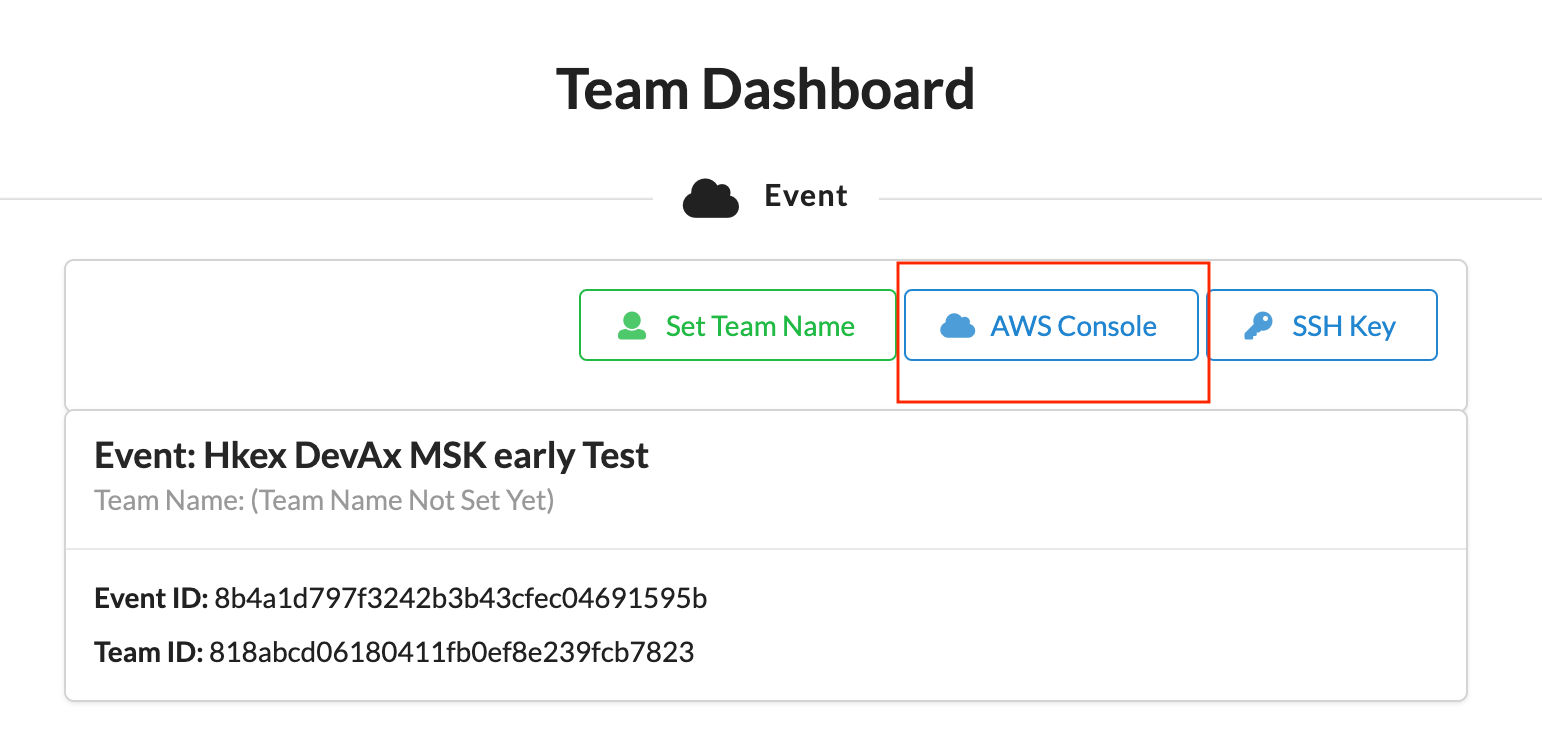 Team Dashboard
Event
Set Team Name
AWS Console
SSH Key
Event: Hkex DevAx MSK early Test
Team Name: (Team Name Not Set Yet)
Event ID: 8b4a1d797f3242b3b43cfec04691595b
Team ID: 818abcd06180411fb0ef8e239fcb7823